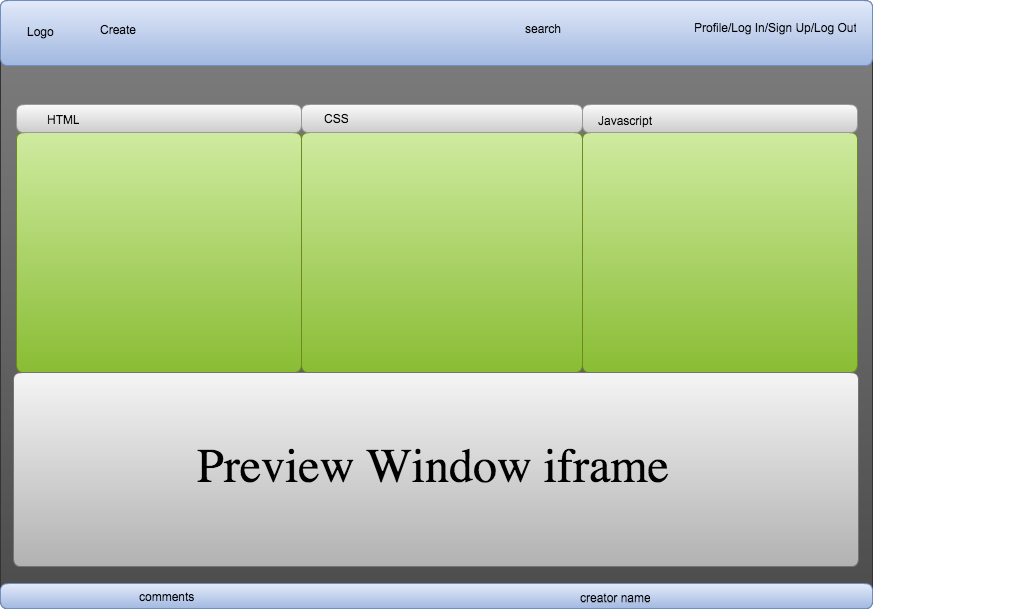 Logo
Create
search
Profile/Log In/Sign Up/Log Out
HTML
CSS
Javascript
Preview Window iframe
comments
creator name